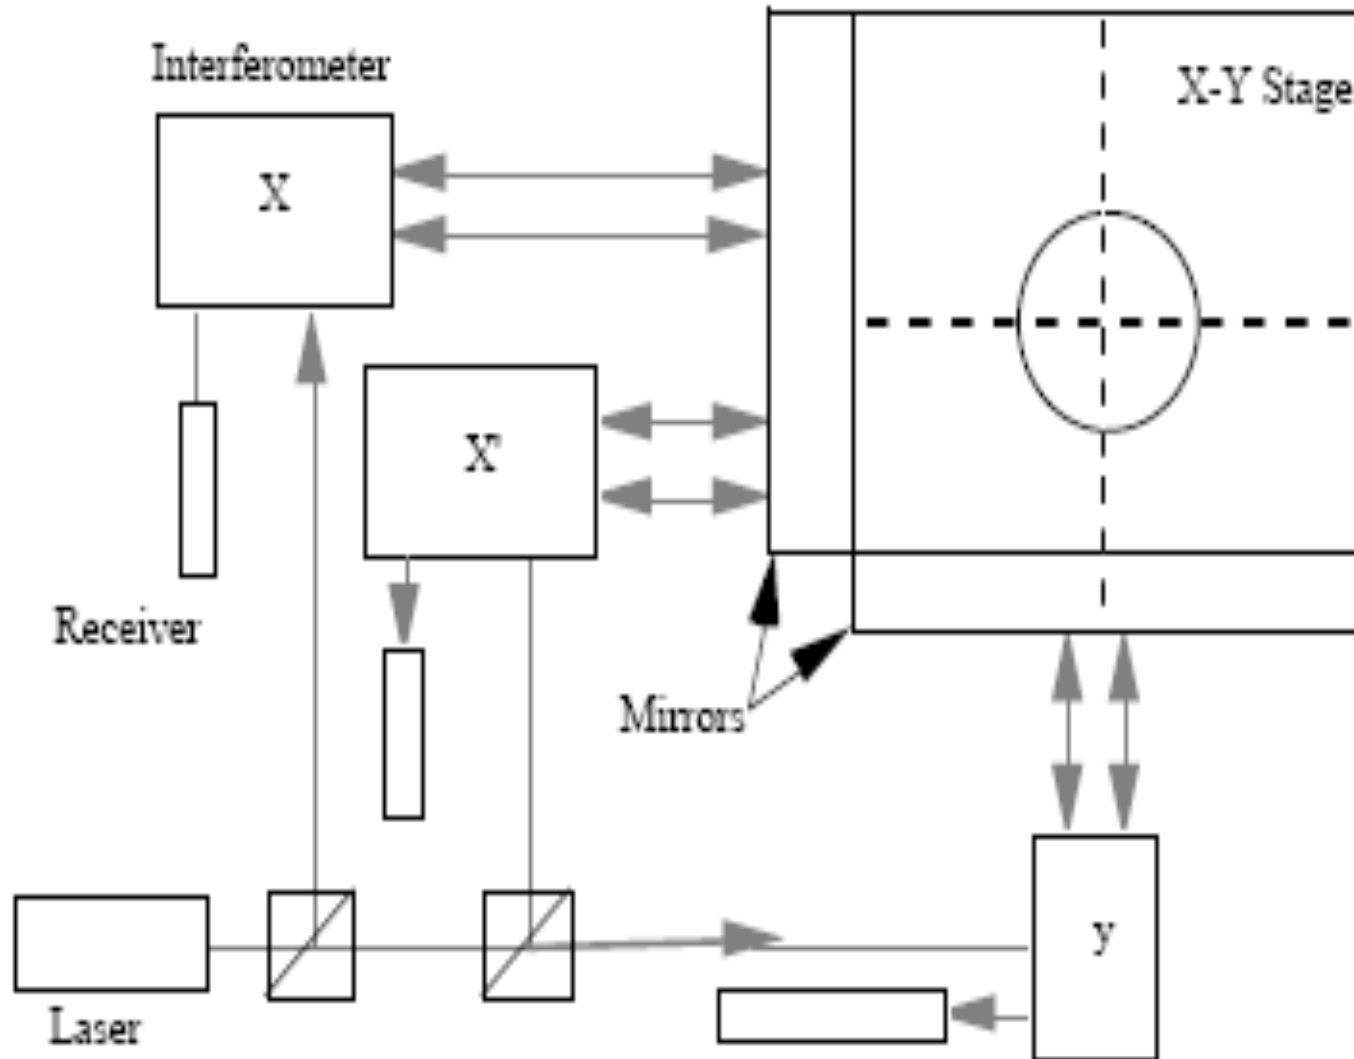 Interferometer
X-Y Stage
X
X'
Receiver
Mirrors
y
Laser